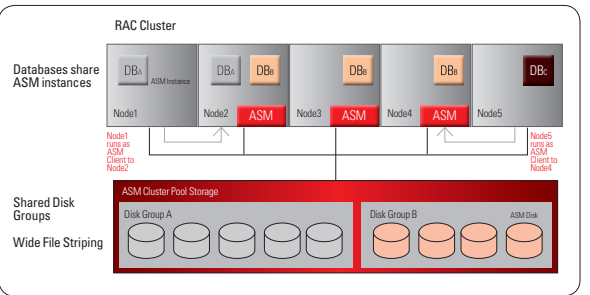 RAC Cluster
Databases share
ASM instances
DBA
ASM Instance
DBA
DBB
DBB
DBB
DBC
Node1
Node2
ASM
Node3
ASM
Node4
ASM
Node5
Node1
runs as
ASM
Client to
Node2
Node5
runs as
ASM
Client to
Node4
Shared Disk
Groups
Wide File Striping
ASM Cluster Pool Storage
Disk Group A
Disk Group B
ASM Disk